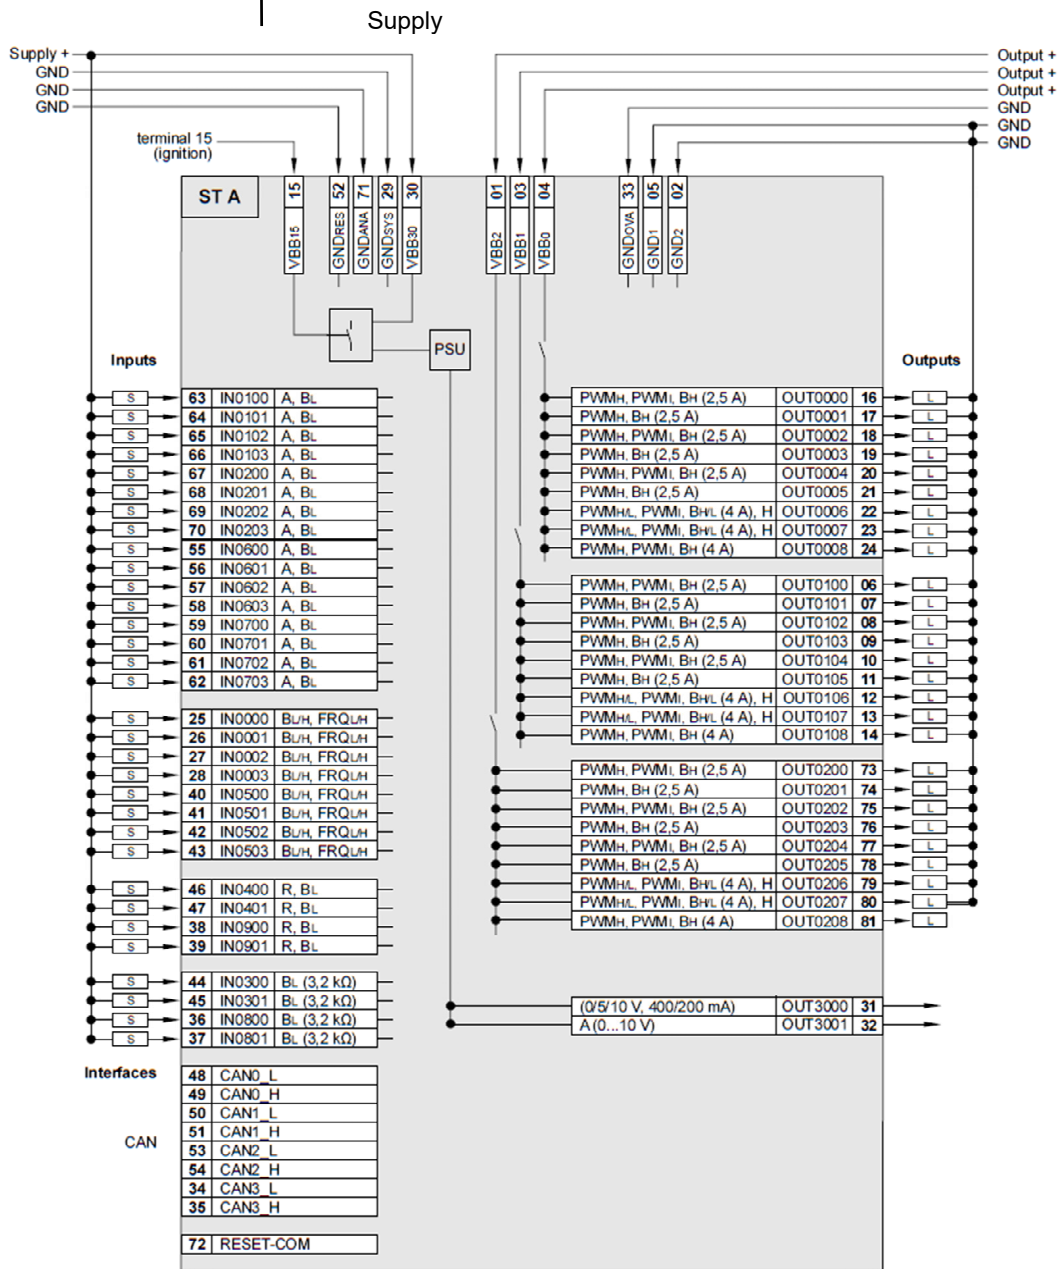 Supply
Supply +
GND
GND
GND
terminal 15
(ignition)
Output +
Output +
Output +
GND
GND
GND
ST A
15 VBB15
52 GNDRES
71 GNDANA
29 GNDSYS
30 VBB30
01 VBB2
03 VBB1
04 VBB0
33 GNDOVA
05 GND1
02 GND2
PSU
Inputs
S 63 IN0100 A, BL
S 64 IN0101 A, BL
S 65 IN0102 A, BL
S 66 IN0103 A, BL
S 67 IN0200 A, BL
S 68 IN0201 A, BL
S 69 IN0202 A, BL
S 70 IN0203 A, BL
S 55 IN0600 A, BL
S 56 IN0601 A, BL
S 57 IN0602 A, BL
S 58 IN0603 A, BL
S 59 IN0700 A, BL
S 60 IN0701 A, BL
S 61 IN0702 A, BL
S 62 IN0703 A, BL
S 25 IN0000 BL/H, FRQL/H
S 26 IN0001 BL/H, FRQL/H
S 27 IN0002 BL/H, FRQL/H
S 28 IN0003 BL/H, FRQL/H
S 40 IN0500 BL/H, FRQL/H
S 41 IN0501 BL/H, FRQL/H
S 42 IN0502 BL/H, FRQL/H
S 43 IN0503 BL/H, FRQL/H
S 46 IN0400 R, BL
S 47 IN0401 R, BL
S 38 IN0900 R, BL
S 39 IN0901 R, BL
S 44 IN0300 BL (3,2 kΩ)
S 45 IN0301 BL (3,2 kΩ)
S 36 IN0800 BL (3,2 kΩ)
S 37 IN0801 BL (3,2 kΩ)
Interfaces
CAN
48 CAN0_L
49 CAN0_H
50 CAN1_L
51 CAN1_H
53 CAN2_L
54 CAN2_H
34 CAN3_L
35 CAN3_H
72 RESET-COM
Outputs
PWMH, PWMI, BH (2,5 A) OUT0000 16 L
PWMH, BH (2,5 A) OUT0001 17 L
PWMH, PWMI, BH (2,5 A) OUT0002 18 L
PWMH, BH (2,5 A) OUT0003 19 L
PWMH, PWMI, BH (2,5 A) OUT0004 20 L
PWMH, BH (2,5 A) OUT0005 21 L
PWMH/L, PWMI, BH/L (4 A), H OUT0006 22 L
PWMH/L, PWMI, BH/L (4 A), H OUT0007 23 L
PWMH, PWMI, BH (4 A) OUT0008 24 L
PWMH, PWMI, BH (2,5 A) OUT0100 06 L
PWMH, BH (2,5 A) OUT0101 07 L
PWMH, PWMI, BH (2,5 A) OUT0102 08 L
PWMH, BH (2,5 A) OUT0103 09 L
PWMH, PWMI, BH (2,5 A) OUT0104 10 L
PWMH, BH (2,5 A) OUT0105 11 L
PWMH/L, PWMI, BH/L (4 A), H OUT0106 12 L
PWMH/L, PWMI, BH/L (4 A), H OUT0107 13 L
PWMH, PWMI, BH (4 A) OUT0108 14 L
PWMH, PWMI, BH (2,5 A) OUT0200 73 L
PWMH, BH (2,5 A) OUT0201 74 L
PWMH, PWMI, BH (2,5 A) OUT0202 75 L
PWMH, BH (2,5 A) OUT0203 76 L
PWMH, PWMI, BH (2,5 A) OUT0204 77 L
PWMH, BH (2,5 A) OUT0205 78 L
PWMH/L, PWMI, BH/L (4 A), H OUT0206 79 L
PWMH/L, PWMI, BH/L (4 A), H OUT0207 80 L
PWMH, PWMI, BH (4 A) OUT0208 81 L
(0/5/10 V, 400/200 mA) OUT3000 31
A (0...10 V) OUT3001 32